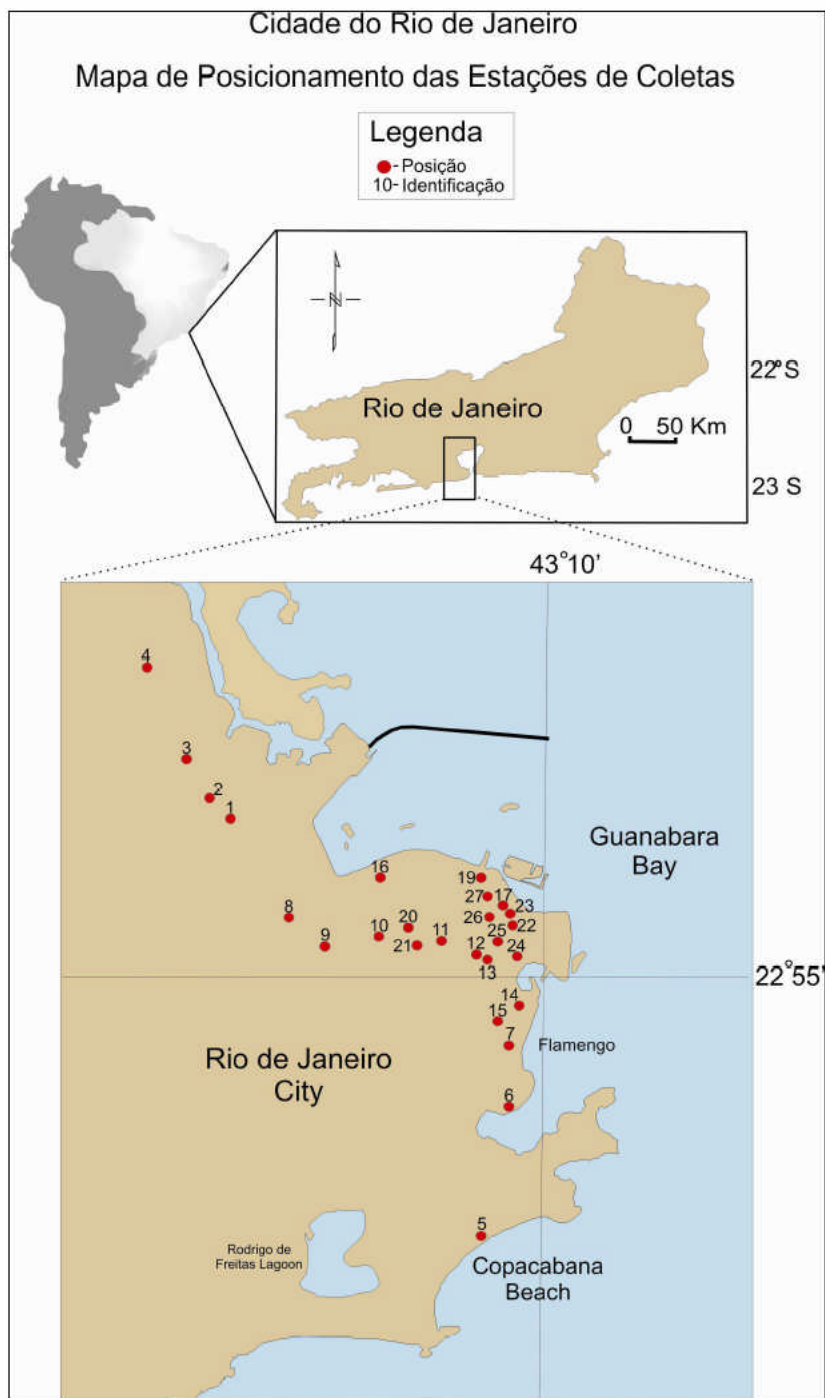 Cidade do Rio de Janeiro
Mapa de Posicionamento das Estações de Coletas
Legenda
- Posição
10- Identificação
N
22°S
Rio de Janeiro
0 50 Km
23 S
43°10'
4
3
2
1
Guanabara
Bay
16
19
27
17
23
8
20
26
22
9
10
21
11
25
12
24
13
22°55'
14
15
7
Flamengo
Rio de Janeiro
City
6
5
Rodrigo de
Freitas Lagoon
Copacabana
Beach